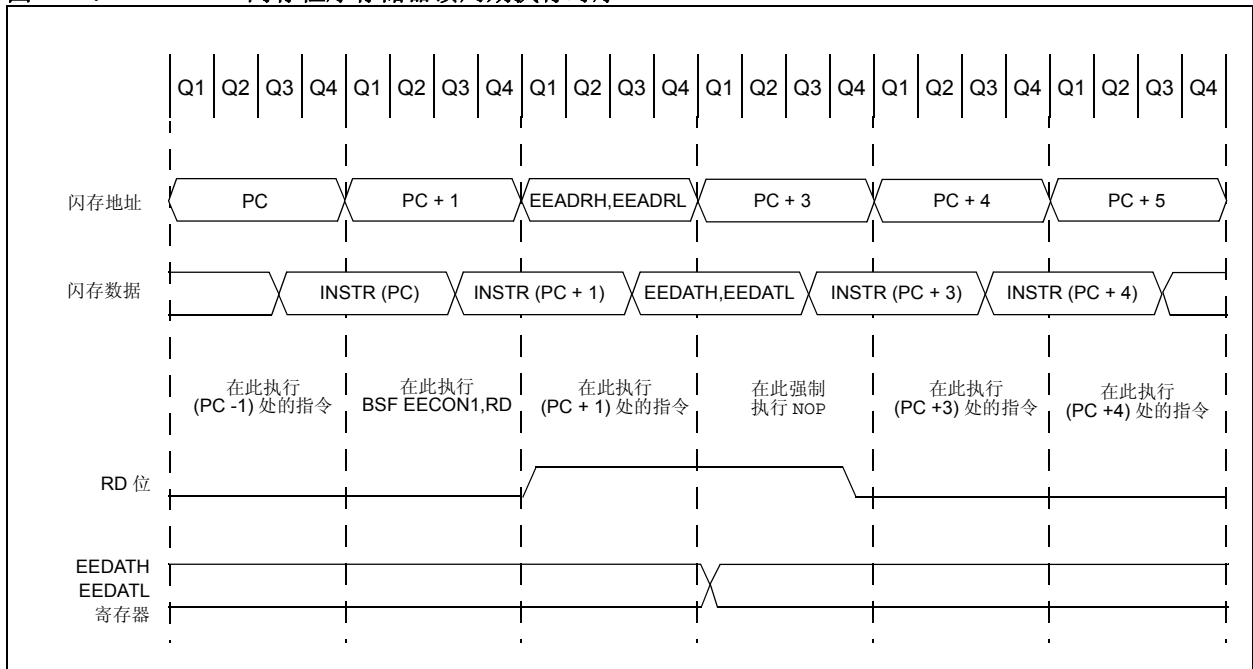 Q1 Q2 Q3 Q4 Q1 Q2 Q3 Q4 Q1 Q2 Q3 Q4 Q1 Q2 Q3 Q4 Q1 Q2 Q3 Q4 Q1 Q2 Q3 Q4
闪存地址 PC PC + 1 EEADRH,EEADRL PC + 3 PC + 4 PC + 5
闪存数据 INSTR (PC) INSTR (PC + 1) EEDATH,EEDATL INSTR (PC + 3) INSTR (PC + 4)
在此执行
(PC -1) 处的指令
在此执行
BSF EECON1,RD
在此执行
(PC + 1) 处的指令
在此强制
执行 NOP
在此执行
(PC +3) 处的指令
在此执行
(PC +4) 处的指令
RD 位
EEDATH
EEDATL
寄存器